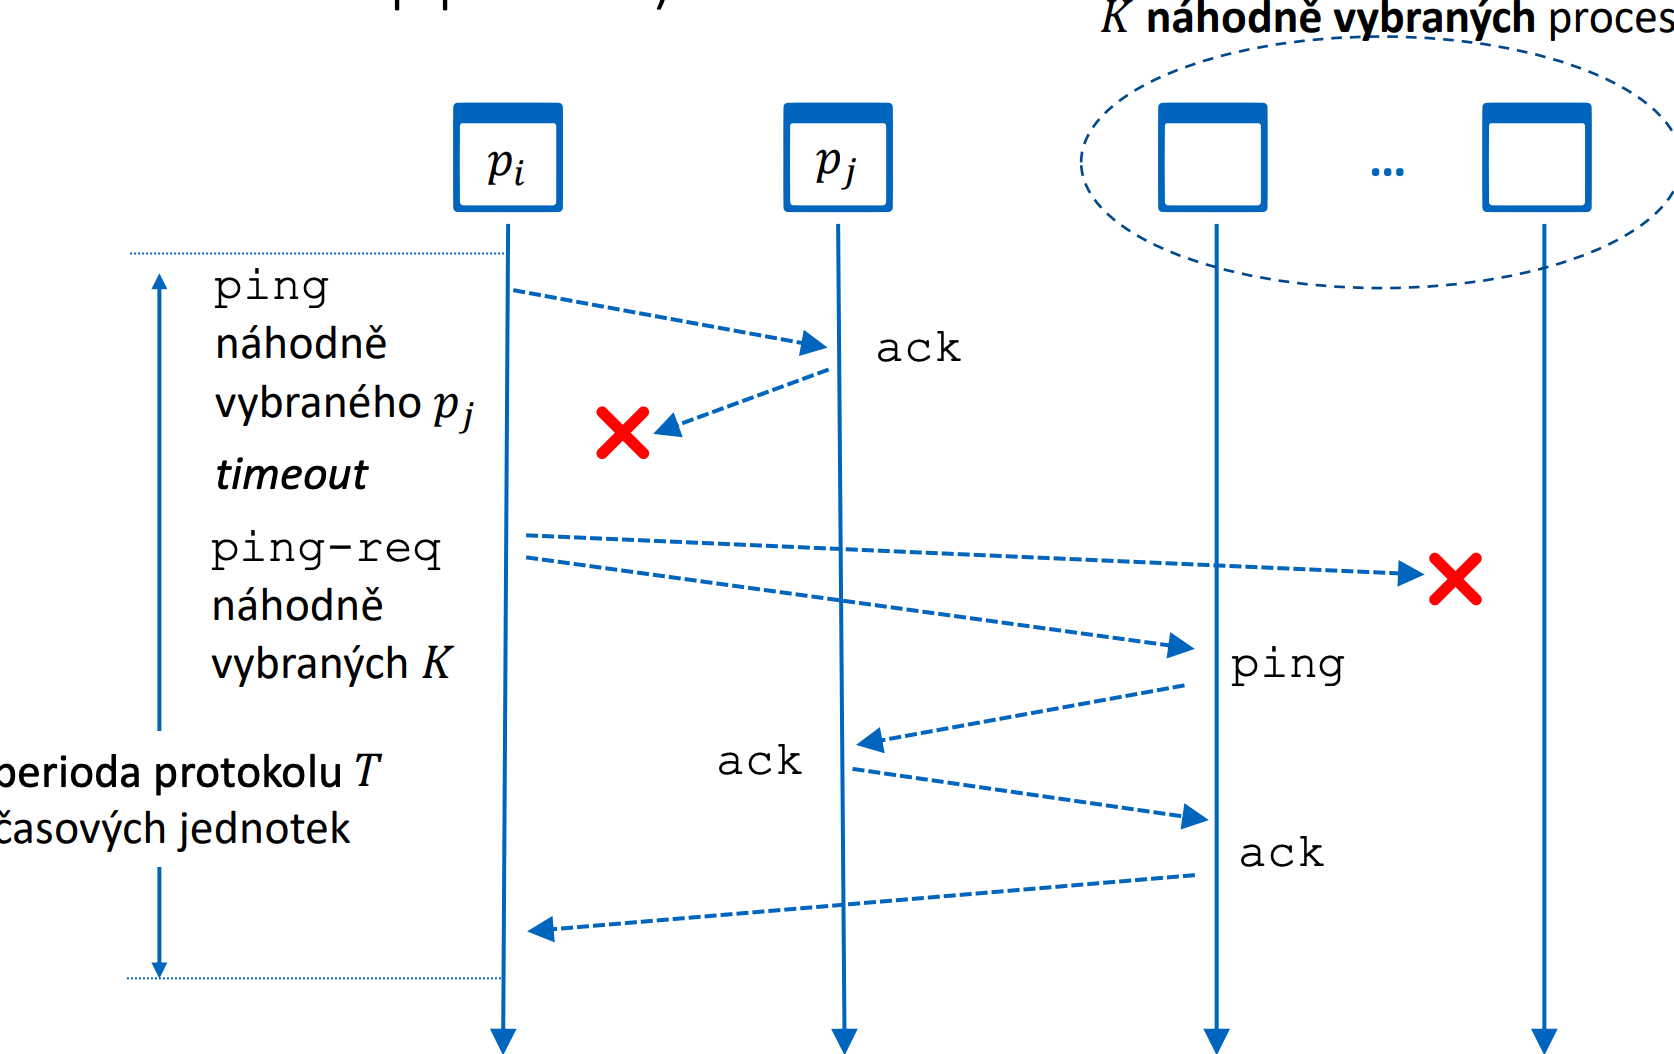 K náhodně vybraných proces
p_i
p_j
...
ping
náhodně
vybraného p_j
timeout
ack
ping-req
náhodně
vybraných K
ping
ack
perioda protokolu T
časových jednotek
ack